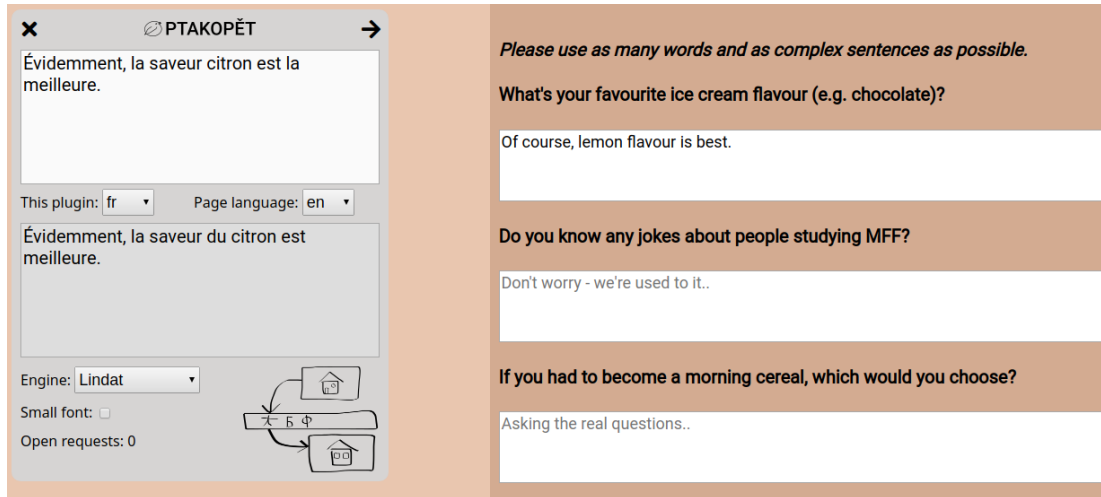 PTAKOPĚT
Évidemment, la saveur citron est la
meilleure.
This plugin: fr
Page language: en
Évidemment, la saveur du citron est
meilleure.
Engine: Lindat
Small font:
Open requests: 0
大 Б Ф
Please use as many words and as complex sentences as possible.
What's your favourite ice cream flavour (e.g. chocolate)?
Of course, lemon flavour is best.
Do you know any jokes about people studying MFF?
Don't worry - we're used to it..
If you had to become a morning cereal, which would you choose?
Asking the real questions..